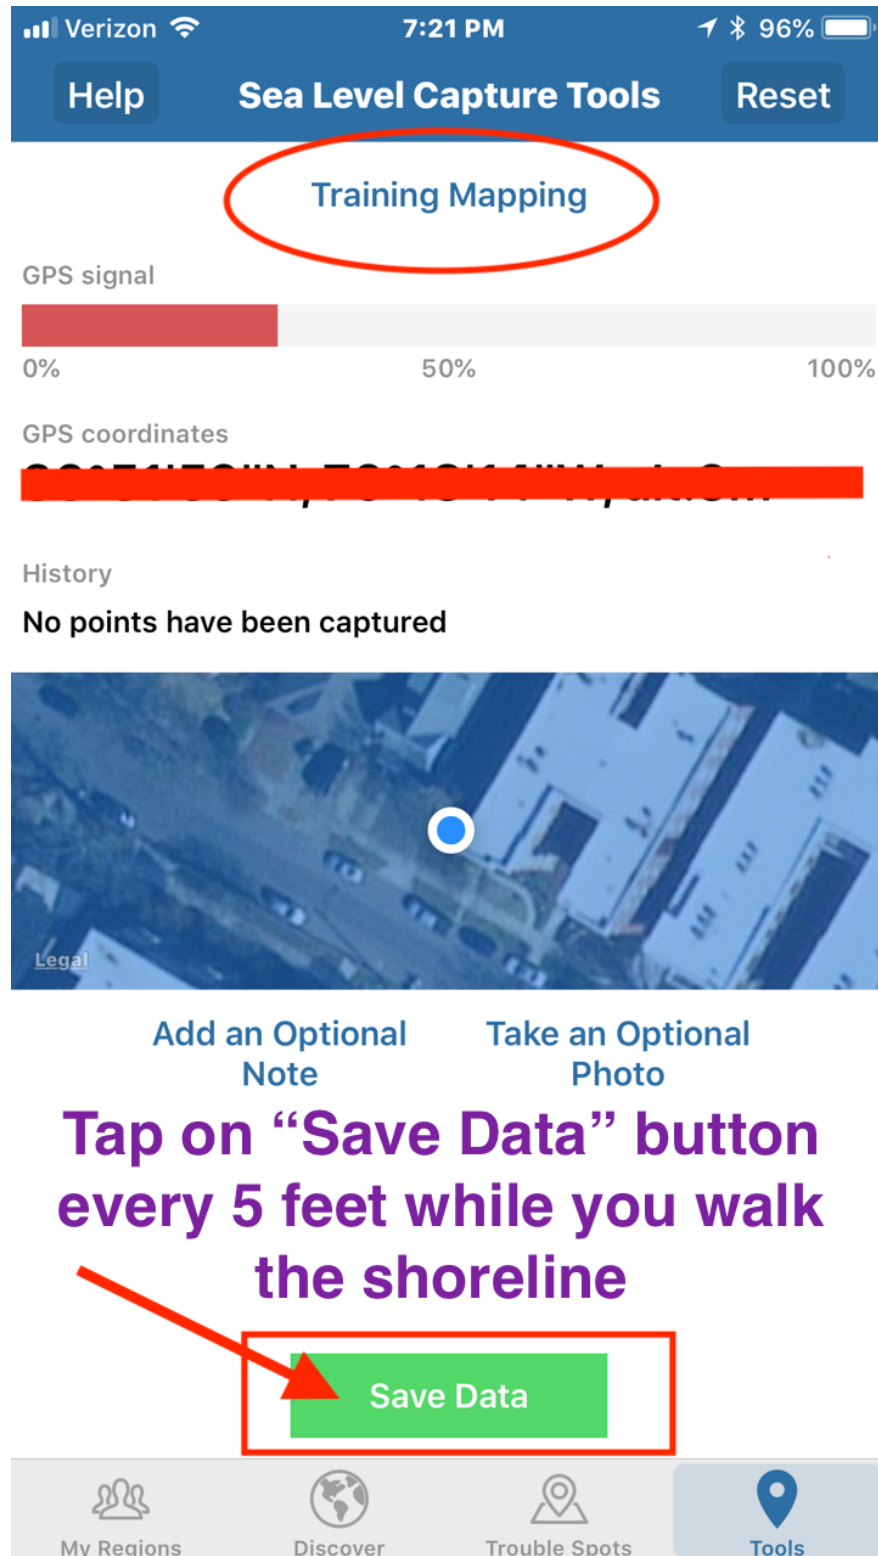 Verizon 7:21 PM 96%
Help Sea Level Capture Tools Reset
Training Mapping
GPS signal
0% 50% 100%
GPS coordinates
History
No points have been captured
Legal
Add an Optional Note
Take an Optional Photo
Tap on “Save Data” button
every 5 feet while you walk
the shoreline
Save Data
My Regions Discover Trouble Spots Tools